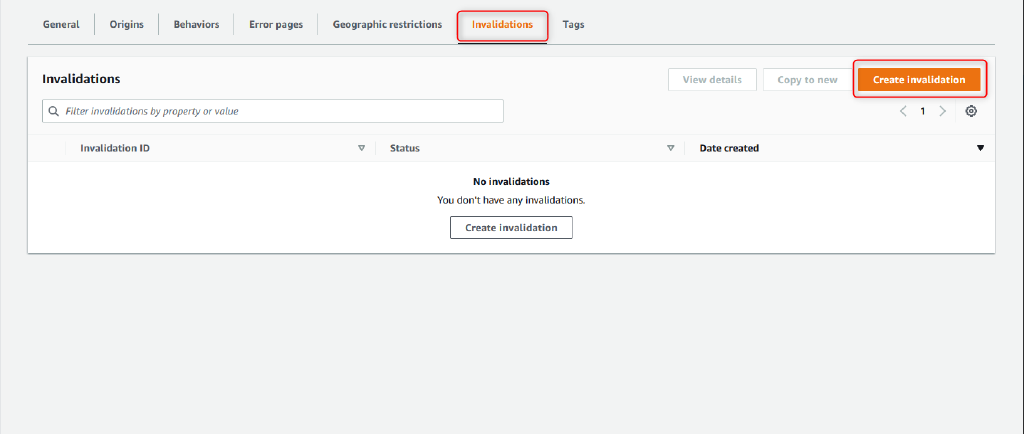 General Origins Behaviors Error pages Geographic restrictions Invalidations Tags
Invalidations View details Copy to new Create invalidation
Filter invalidations by property or value 1
Invalidation ID Status Date created
No invalidations
You don't have any invalidations.
Create invalidation